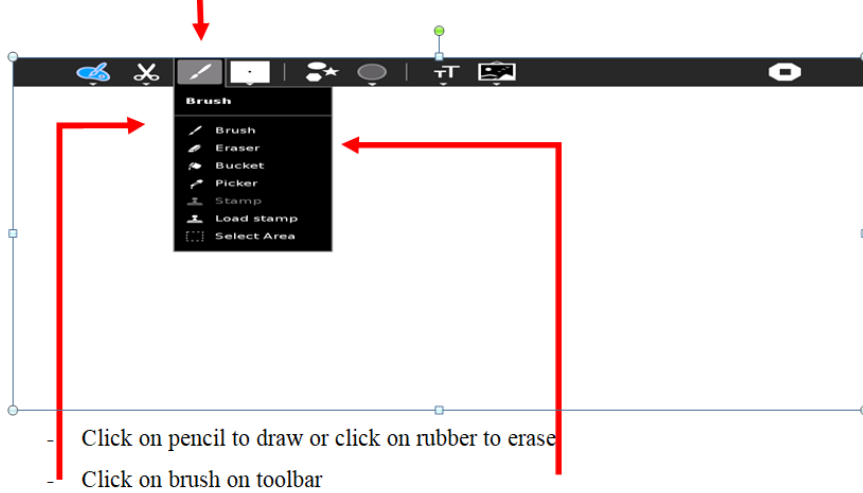 Brush
Brush
Eraser
Bucket
Picker
Stamp
Load stamp
Select Area
- Click on pencil to draw or click on rubber to erase
- Click on brush on toolbar